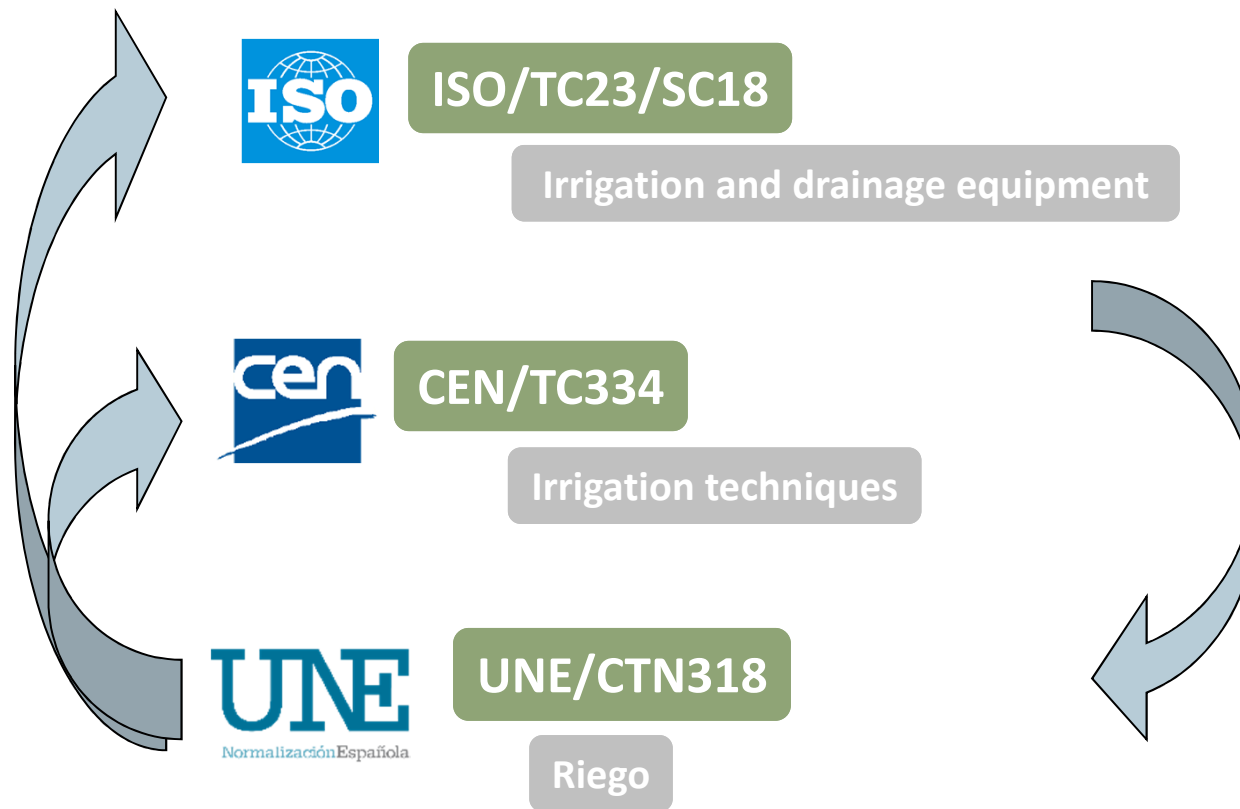 ISO
ISO/TC23/SC18
Irrigation and drainage equipment
cen
CEN/TC334
Irrigation techniques
UNE
NormalizaciónEspañola
UNE/CTN318
Riego